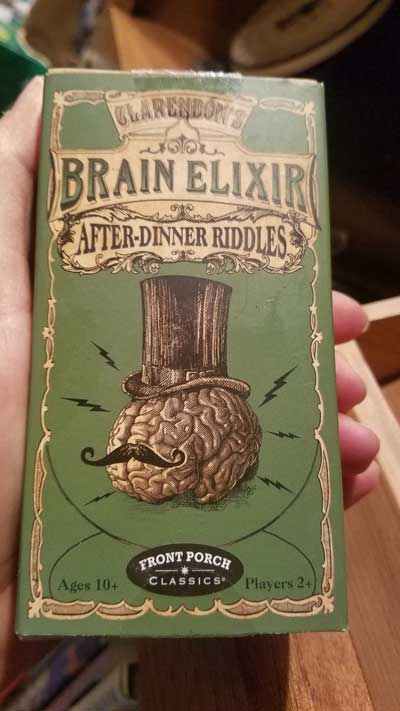 CLARENDON'S
BRAIN ELIXIR
AFTER-DINNER RIDDLES
FRONT PORCH
CLASSICS®
Ages 10+ Players 2+